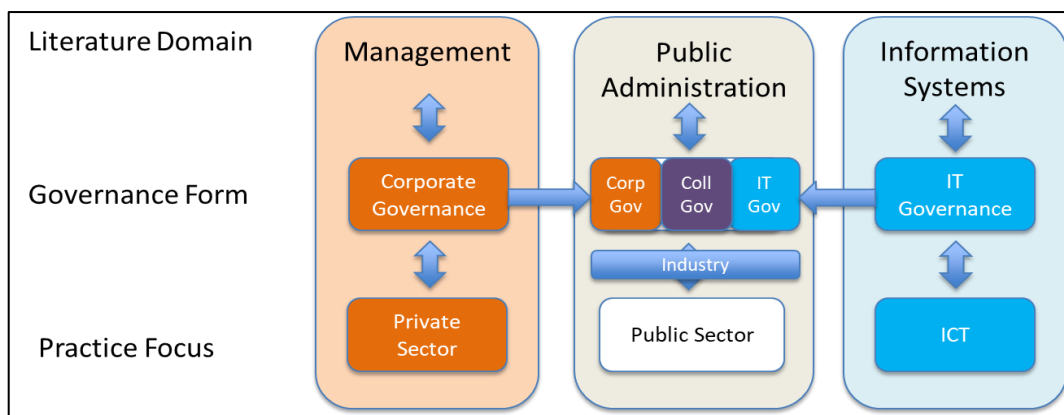 Literature Domain
Management
Public
Administration
Information
Systems
Governance Form
Corporate
Governance
Corp
Gov
Coll
Gov
IT
Gov
IT
Governance
Industry
Practice Focus
Private
Sector
Public Sector
ICT